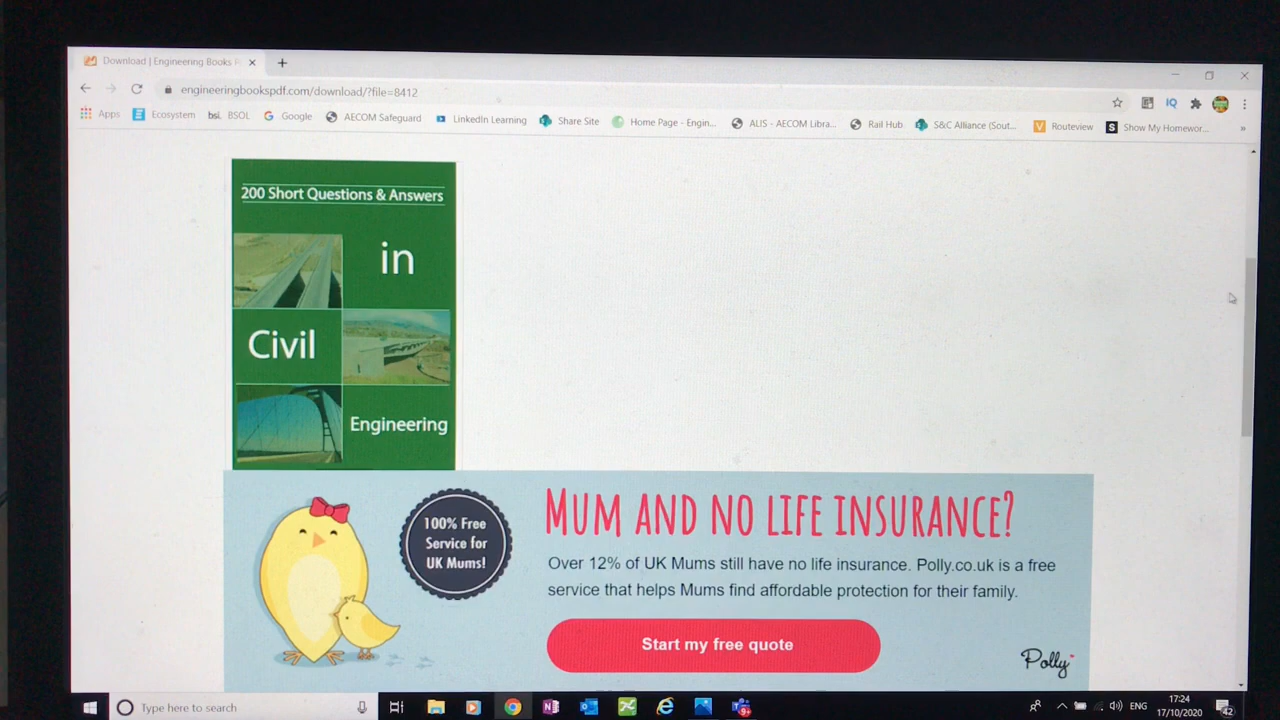 Download | Engineering Books
engineeringbookspdf.com/download/?file=8412
Apps
Ecosystem
bsi. BSOL
Google
AECOM Safeguard
LinkedIn Learning
Share Site
Home Page - Engin...
ALIS - AECOM Libra...
Rail Hub
S&C Alliance (Sout...
Routeview
Show My Homewor...
IQ
200 Short Questions & Answers
in
Civil
Engineering
100% Free
Service for
UK Mums!
MUM AND NO LIFE INSURANCE?
Over 12% of UK Mums still have no life insurance. Polly.co.uk is a free
service that helps Mums find affordable protection for their family.
Start my free quote
Polly
Type here to search
ENG
17:24
17/10/2020
42